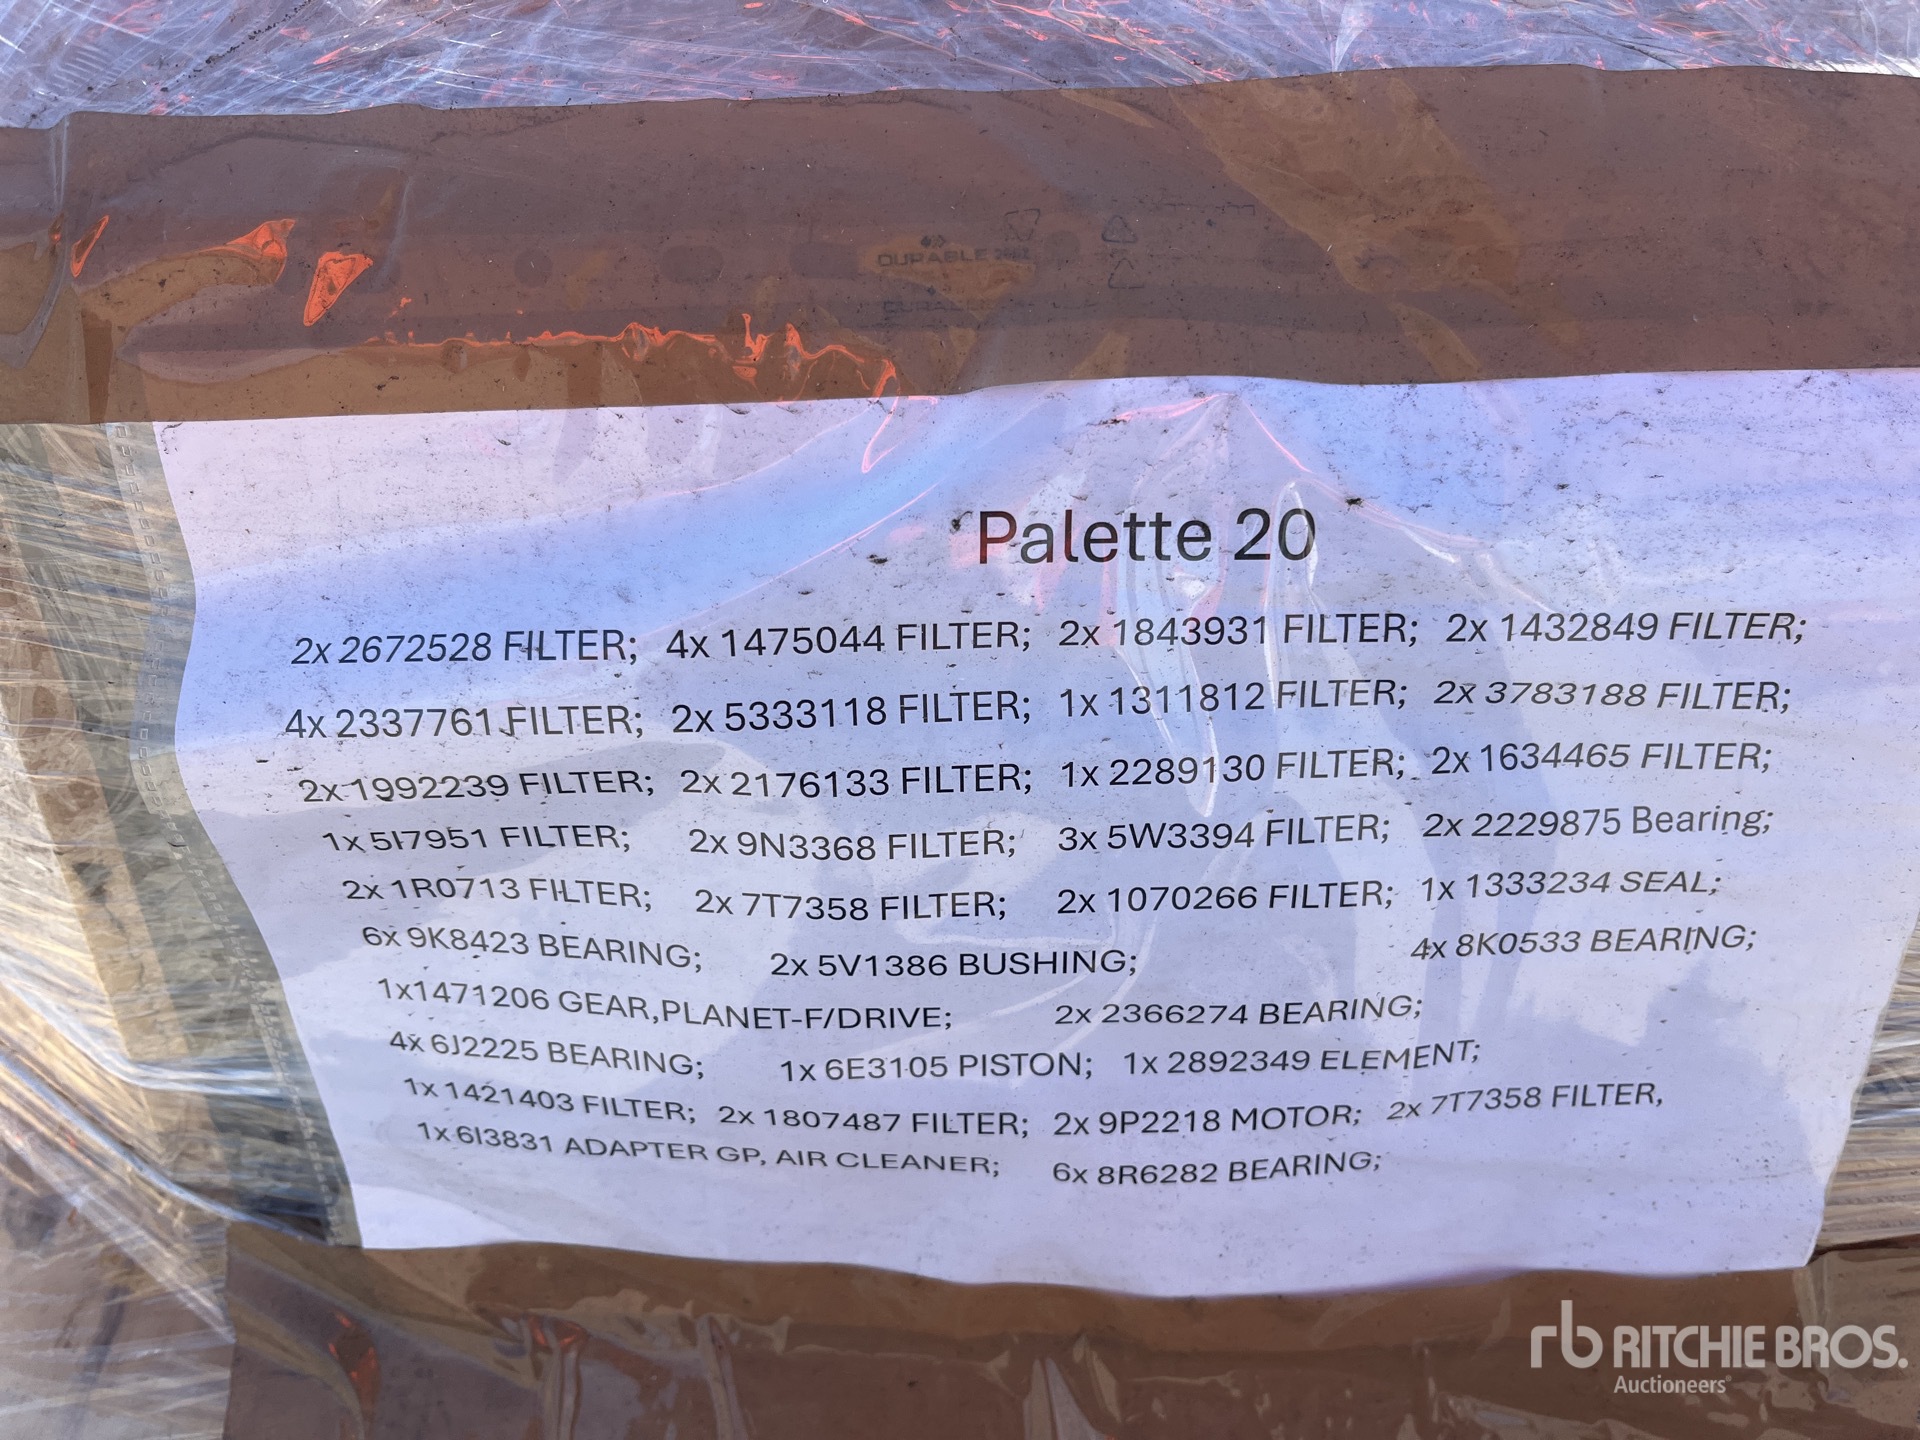 DURABLE
Palette 20
2x 2672528 FILTER; 4x 1475044 FILTER; 2x 1843931 FILTER; 2x 1432849 FILTER;
4x 2337761 FILTER; 2x 5333118 FILTER; 1x 1311812 FILTER; 2x 3783188 FILTER;
2x 1992239 FILTER; 2x 2176133 FILTER; 1x 2289130 FILTER; 2x 1634465 FILTER;
1x 5I7951 FILTER; 2x 9N3368 FILTER; 3x 5W3394 FILTER; 2x 2229875 Bearing;
2x 1R0713 FILTER; 2x 7T7358 FILTER; 2x 1070266 FILTER; 1x 1333234 SEAL;
6x 9K8423 BEARING; 2x 5V1386 BUSHING; 4x 8K0533 BEARING;
1x1471206 GEAR,PLANET-F/DRIVE; 2x 2366274 BEARING;
4x 6J2225 BEARING; 1x 6E3105 PISTON; 1x 2892349 ELEMENT;
1x 1421403 FILTER; 2x 1807487 FILTER; 2x 9P2218 MOTOR; 2x 7T7358 FILTER,
1x 6I3831 ADAPTER GP, AIR CLEANER; 6x 8R6282 BEARING;
rb RITCHIE BROS.
Auctioneers